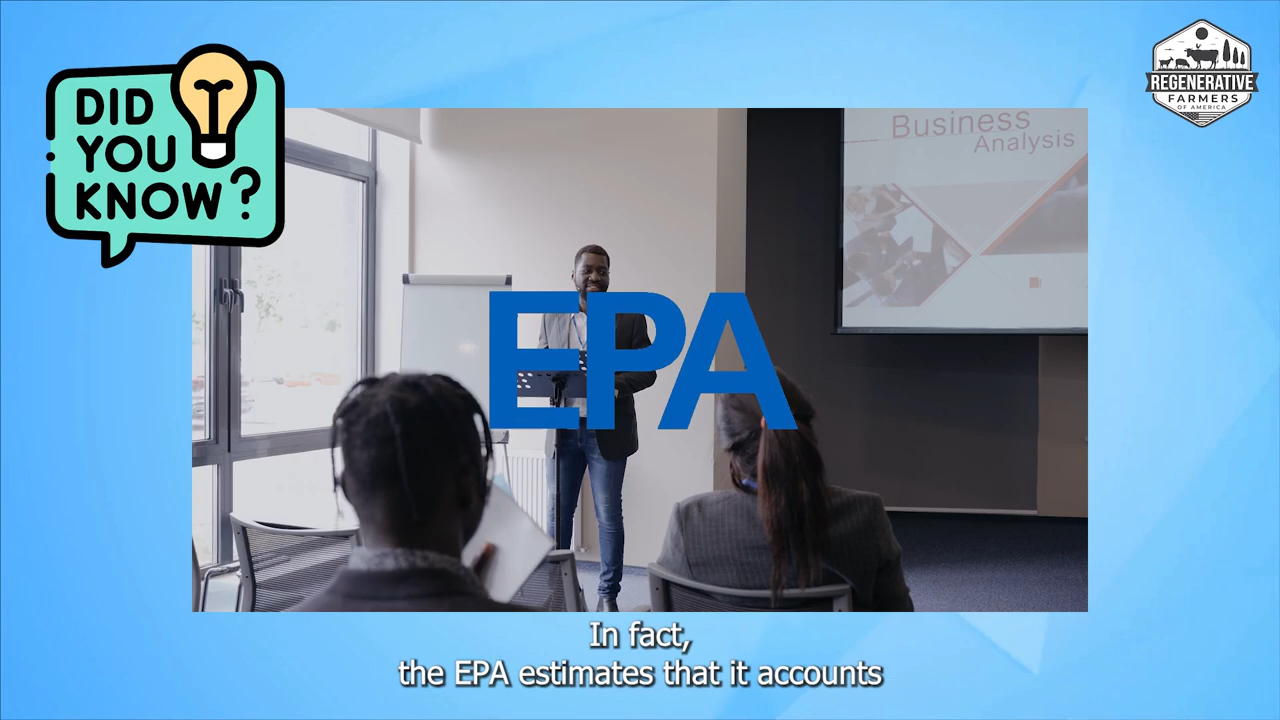 DID
YOU
KNOW?
REGENERATIVE
FARMERS
OF AMERICA
Business
Analysis
EPA
In fact,
the EPA estimates that it accounts